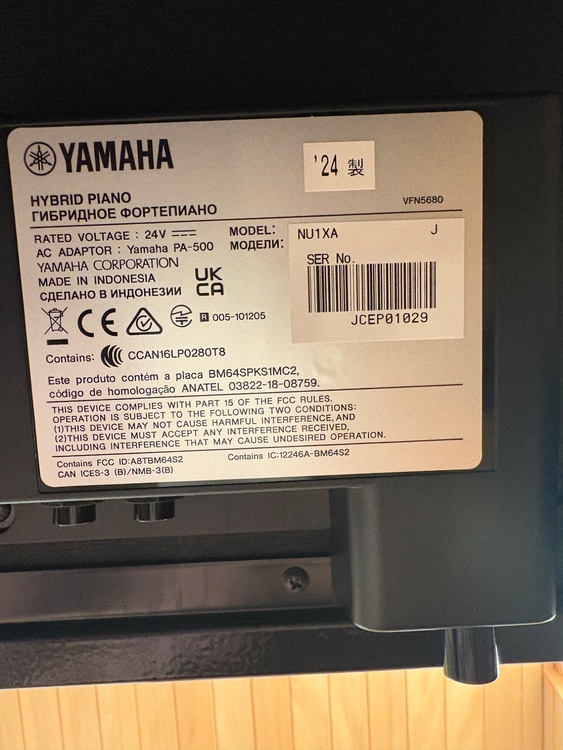 YAMAHA
'24 製
HYBRID PIANO
ГИБРИДНОЕ ФОРТЕПИАНО
VFN5680
RATED VOLTAGE : 24V
AC ADAPTOR : Yamaha PA-500
YAMAHA CORPORATION
MADE IN INDONESIA
СДЕЛАНО В ИНДОНЕЗИИ
UK
CA
MODEL:
МОДЕЛИ:
NU1XA J
SER No.
JCEP01029
CE
R 005-101205
Contains: CCAN16LP0280T8
Este produto contém a placa BM64SPKS1MC2,
código de homologação ANATEL 03822-18-08759.
THIS DEVICE COMPLIES WITH PART 15 OF THE FCC RULES.
OPERATION IS SUBJECT TO THE FOLLOWING TWO CONDITIONS:
(1)THIS DEVICE MAY NOT CAUSE HARMFUL INTERFERENCE, AND
(2)THIS DEVICE MUST ACCEPT ANY INTERFERENCE RECEIVED,
INCLUDING INTERFERENCE THAT MAY CAUSE UNDESIRED OPERATION.
Contains FCC ID:A8TBM64S2 Contains IC:12246A-BM64S2
CAN ICES-3 (B)/NMB-3(B)